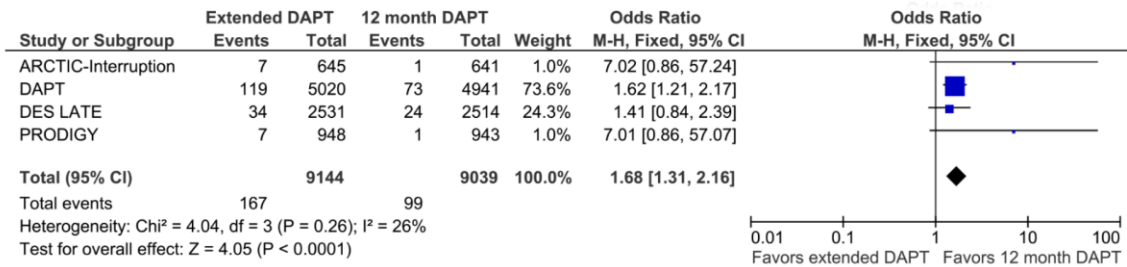 Extended DAPT 12 month DAPT Odds Ratio Odds Ratio
Study or Subgroup Events Total Events Total Weight M-H, Fixed, 95% CI M-H, Fixed, 95% CI
ARCTIC-Interruption 7 645 1 641 1.0% 7.02 [0.86, 57.24]
DAPT 119 5020 73 4941 73.6% 1.62 [1.21, 2.17]
DES LATE 34 2531 24 2514 24.3% 1.41 [0.84, 2.39]
PRODIGY 7 948 1 943 1.0% 7.01 [0.86, 57.07]
Total (95% CI) 9144 9039 100.0% 1.68 [1.31, 2.16]
Total events 167 99
Heterogeneity: Chi² = 4.04, df = 3 (P = 0.26); I² = 26%
Test for overall effect: Z = 4.05 (P < 0.0001)
0.01 0.1 1 10 100
Favors extended DAPT Favors 12 month DAPT